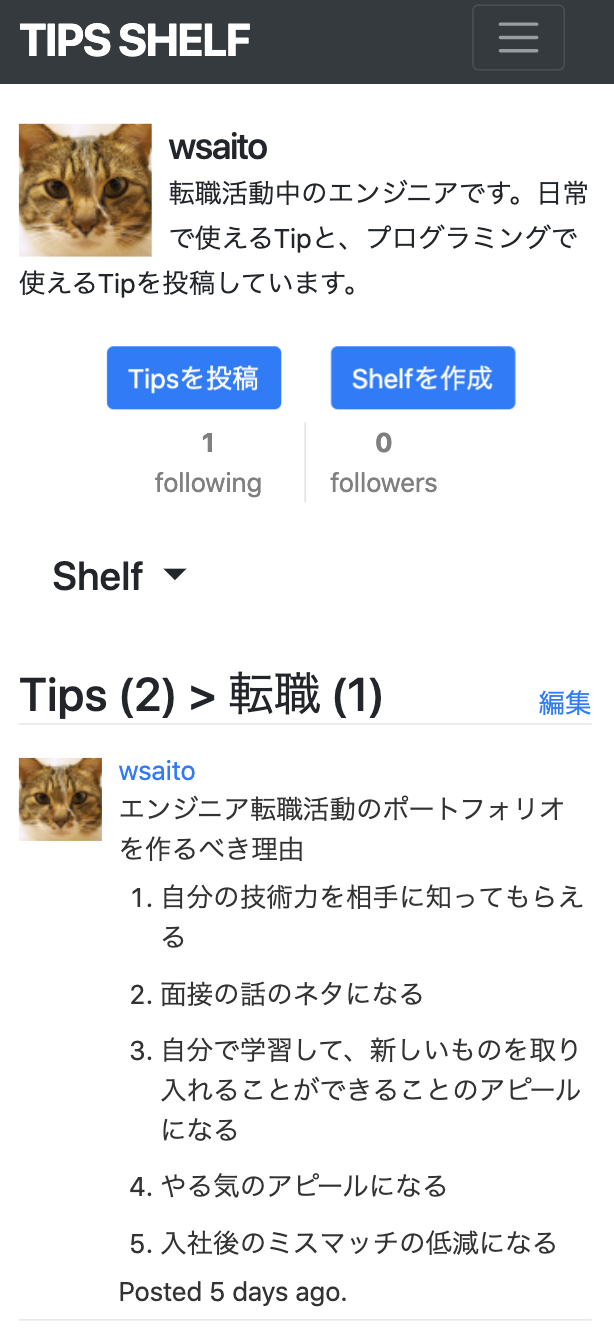 TIPS SHELF
wsaito
転職活動中のエンジニアです。日常
で使えるTipと、プログラミングで
使えるTipを投稿しています。
Tipsを投稿
Shelfを作成
1
following
0
followers
Shelf
Tips (2) > 転職 (1)
編集
wsaito
エンジニア転職活動のポートフォリオ
を作るべき理由
1. 自分の技術力を相手に知ってもらえ
る
2. 面接の話のネタになる
3. 自分で学習して、新しいものを取り
入れることができることのアピール
になる
4. やる気のアピールになる
5. 入社後のミスマッチの低減になる
Posted 5 days ago.